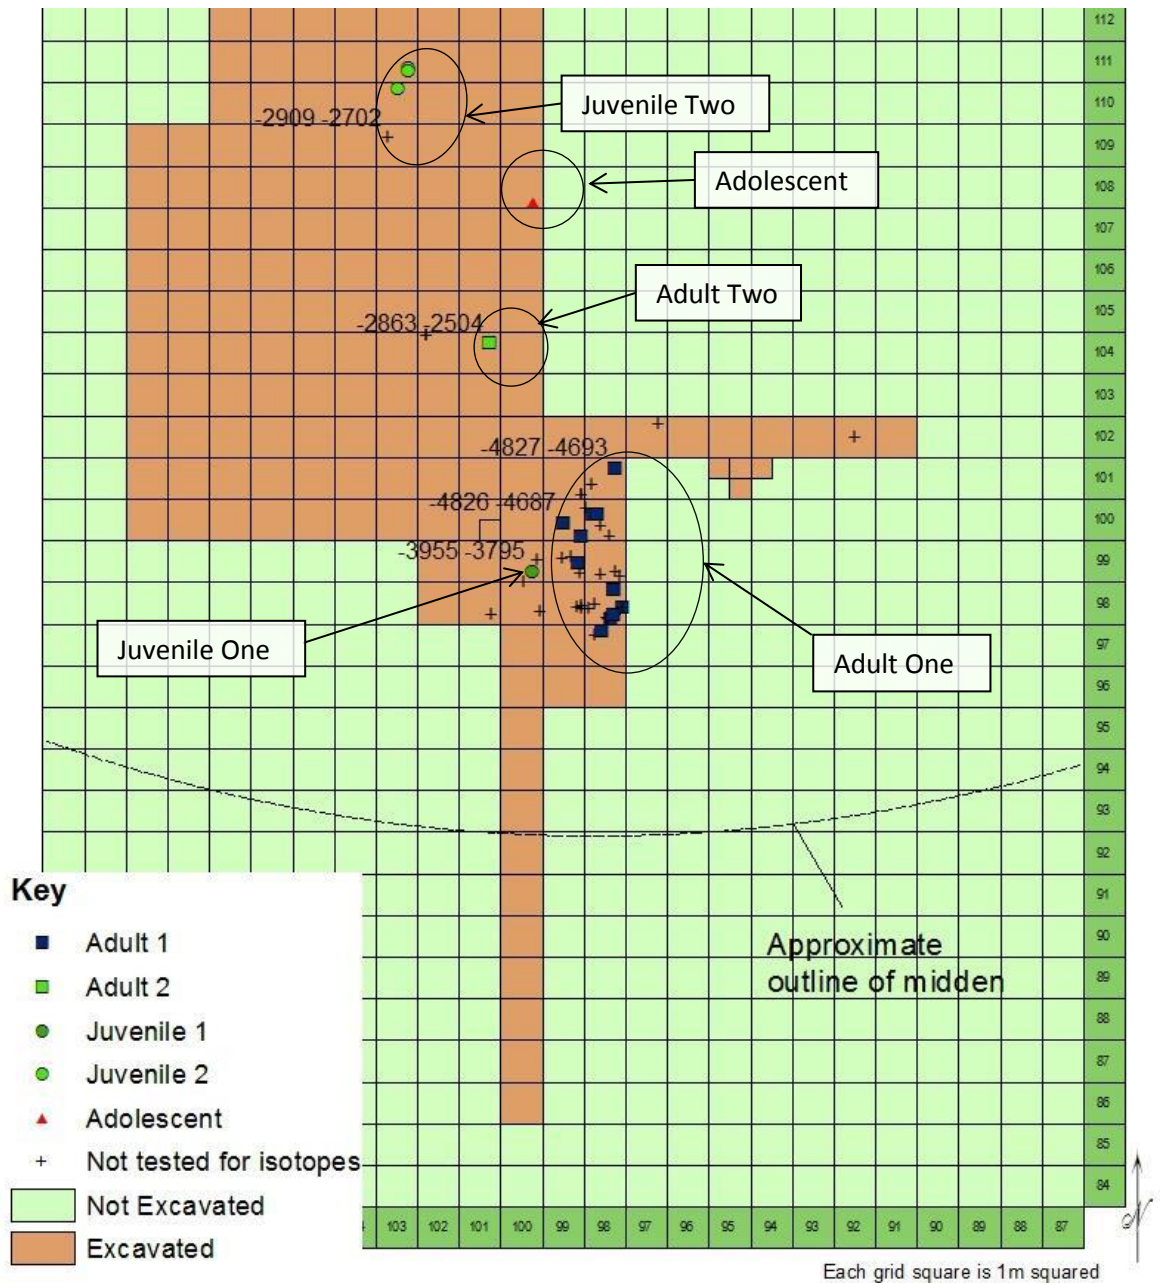 112
111
110
109
108
107
106
105
104
103
102
101
100
99
98
97
96
95
94
93
92
91
90
89
88
87
86
85
84
Juvenile Two
-2909 -2702
Adolescent
Adult Two
-2863 -2504
-4827 -4693
-4826 -4687
-3955 -3795
Juvenile One
Adult One
Approximate
outline of midden
Key
Adult 1
Adult 2
Juvenile 1
Juvenile 2
Adolescent
Not tested for isotopes
Not Excavated
Excavated
103 102 101 100 99 98 97 96 95 94 92 91 90 89 88 87
N
Each grid square is 1m squared